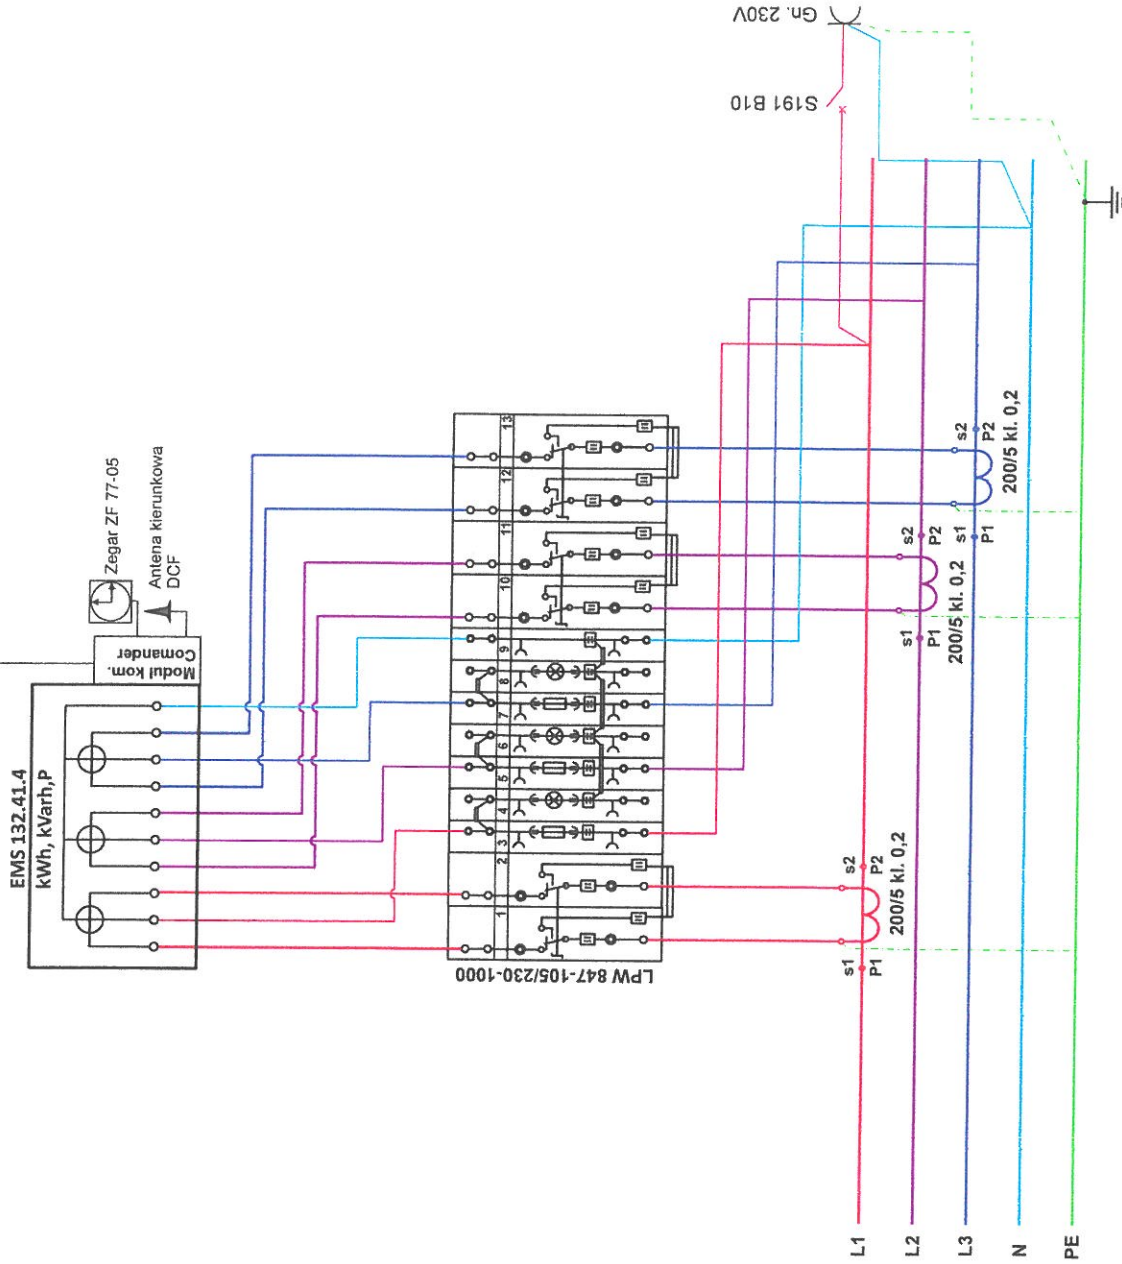 Gn. 230V
S191 B10
Zegar ZF 77-05
Antena kierunkowa
DCF
Moduł kom.
Comander
EMS 132.41.4
kWh, kVarh,P
1
2
3
4
5
6
7
8
9
10
11
12
13
LPW 847-105/230-1000
s1
P1
s2
P2
200/5 kl. 0,2
s1
P1
s2
P2
200/5 kl. 0,2
s1
P1
s2
P2
200/5 kl. 0,2
L1
L2
L3
N
PE